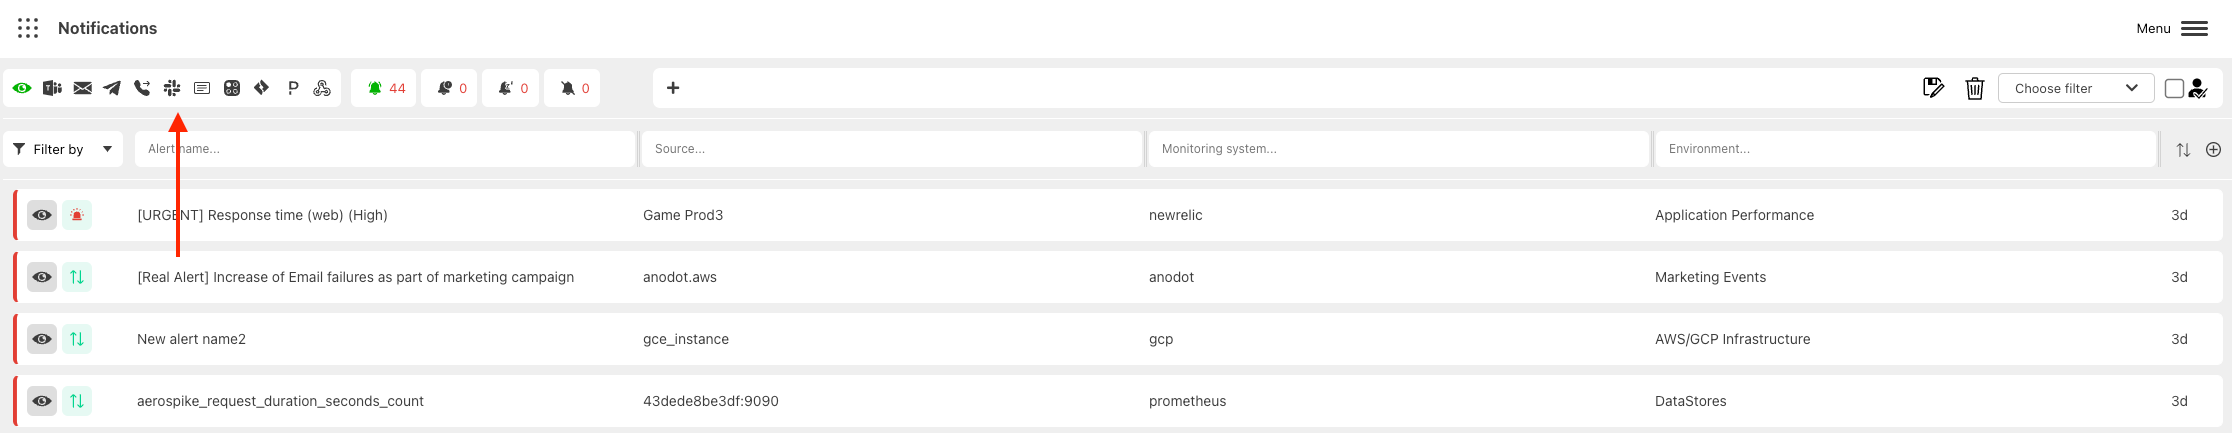 Notifications Menu
44 0 0 0 + Choose filter
Filter by Alert name... Source... Monitoring system... Environment...
[URGENT] Response time (web) (High) Game Prod3 newrelic Application Performance 3d
[Real Alert] Increase of Email failures as part of marketing campaign anodot.aws anodot Marketing Events 3d
New alert name2 gce_instance gcp AWS/GCP Infrastructure 3d
aerospike_request_duration_seconds_count 43dede8be3df:9090 prometheus DataStores 3d